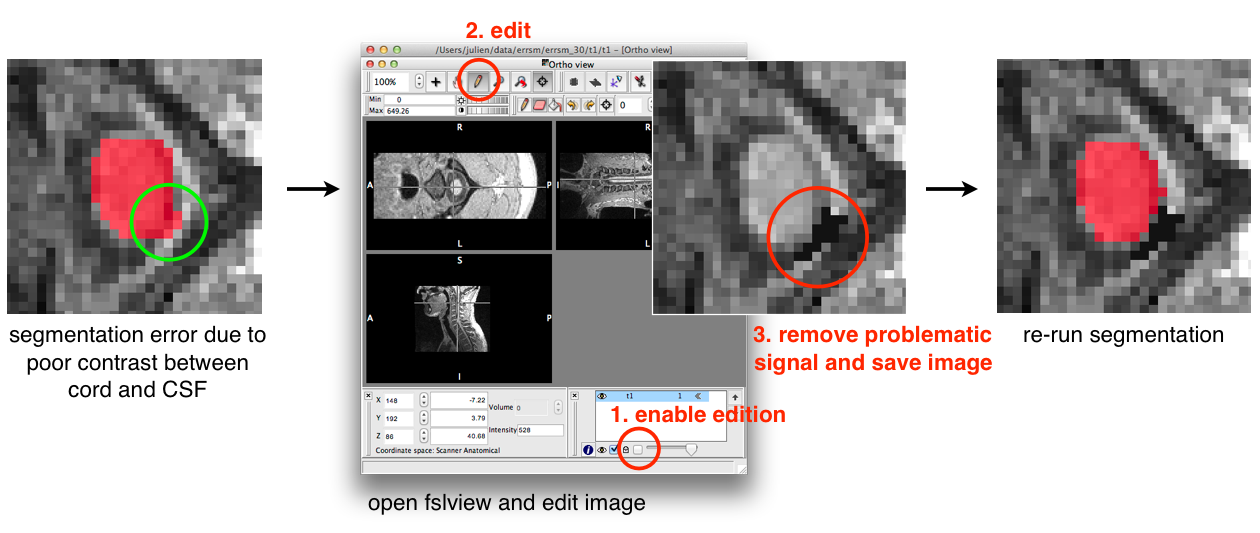 2. edit
/Users/julien/data/errsm/errsm_30/t1/t1 - [Ortho view]
Ortho view
100%
Min 0
Max 649.26
0
R
A
P
L
R
I
L
S
A
P
I
segmentation error due to
poor contrast between
cord and CSF
3. remove problematic
signal and save image
re-run segmentation
t1 1
1. enable edition
X 148 -7.22
Y 192 3.79
Z 86 40.68
Volume 0
Intensity 528
Coordinate space: Scanner Anatomical
open fslview and edit image